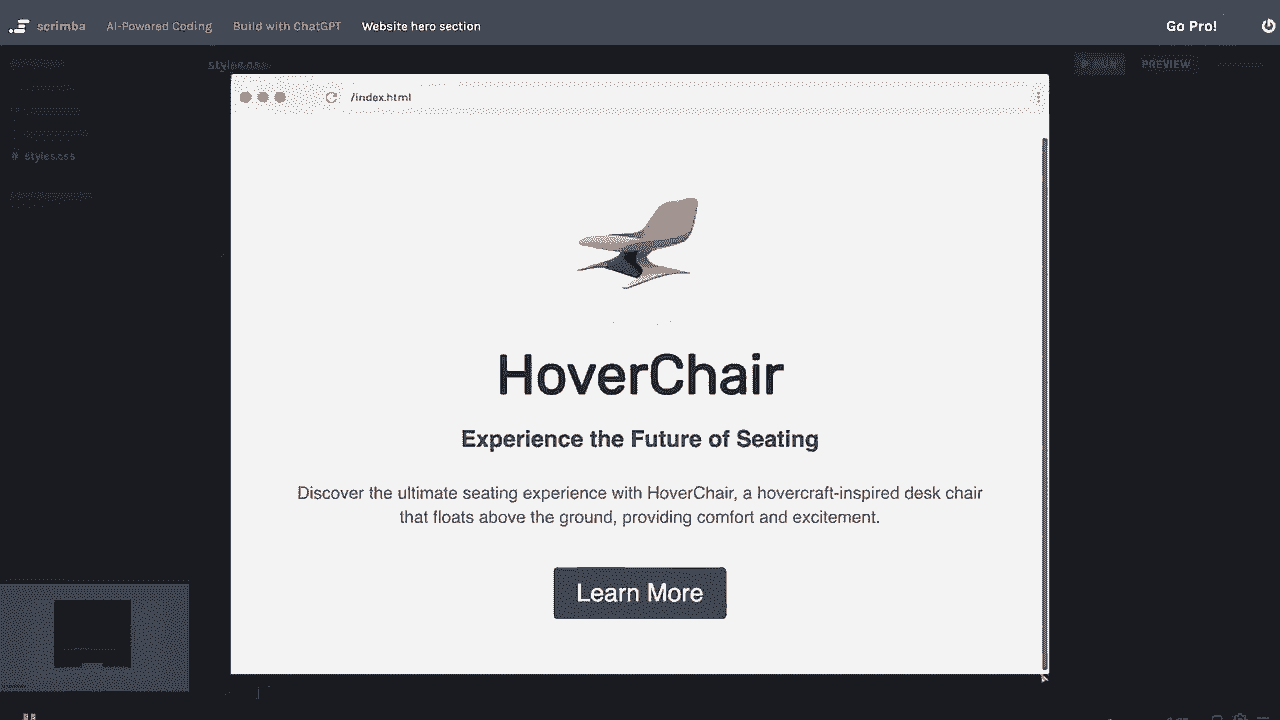 scrimba AI-Powered Coding Build with ChatGPT Website hero section Go Pro!
styles.css
PREVIEW
/index.html
styles.css
HoverChair
Experience the Future of Seating
Discover the ultimate seating experience with HoverChair, a hovercraft-inspired desk chair
that floats above the ground, providing comfort and excitement.
Learn More